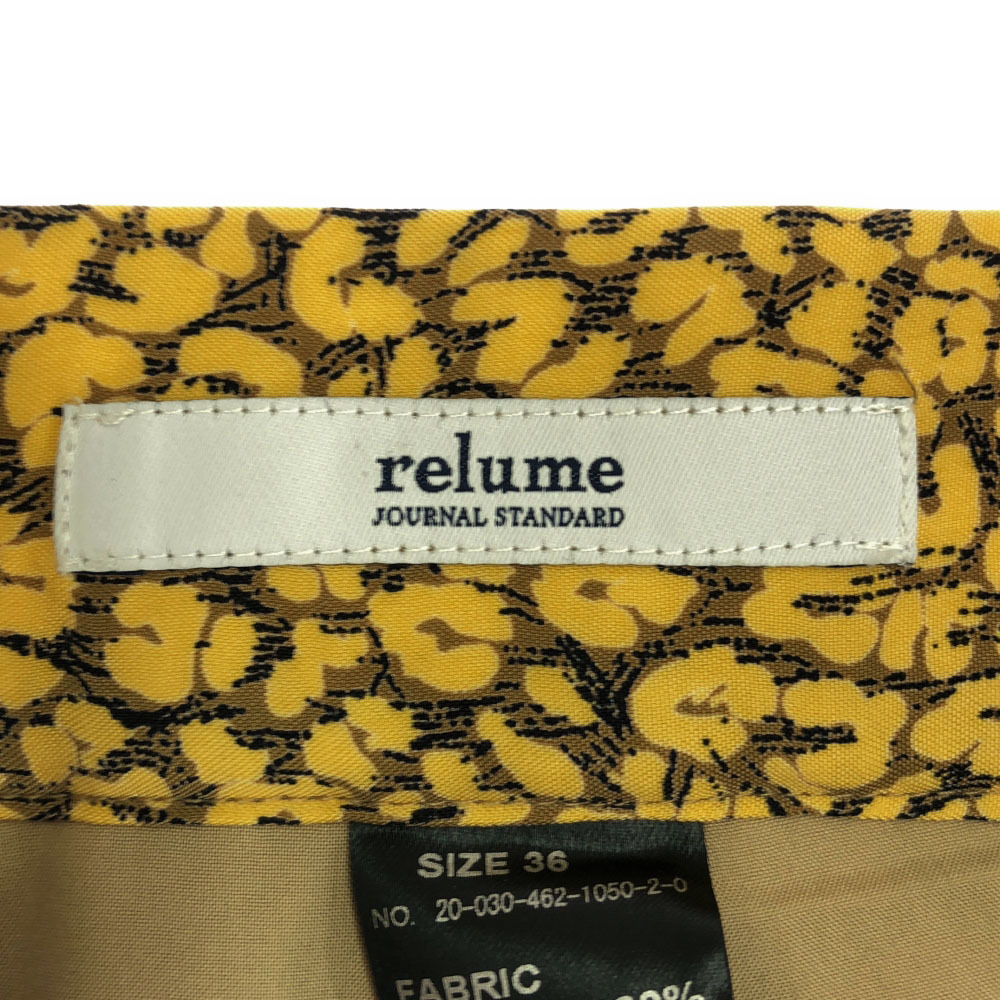 relume
JOURNAL STANDARD
SIZE 36
NO. 20-030-462-1050-2-0
FABRIC